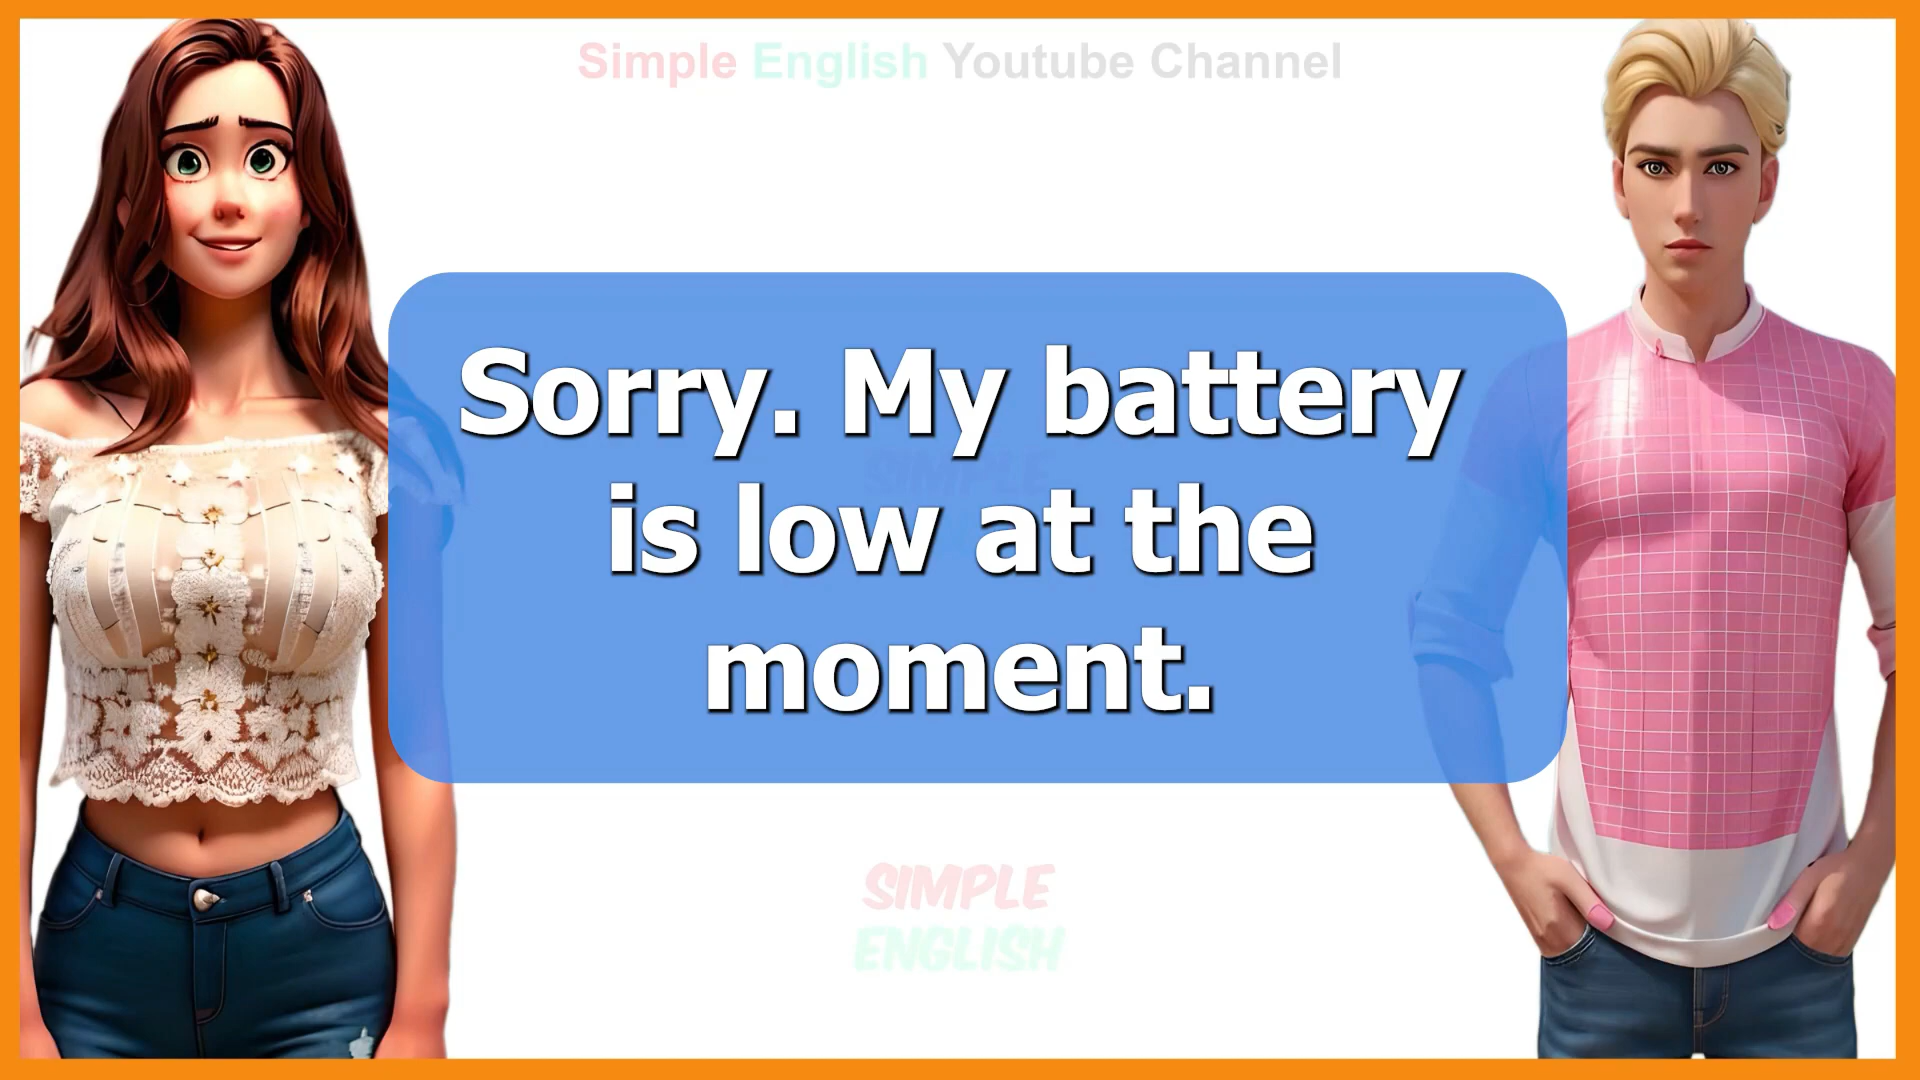 Simple English Youtube Channel
Sorry. My battery
is low at the
moment.
SIMPLE
ENGLISH